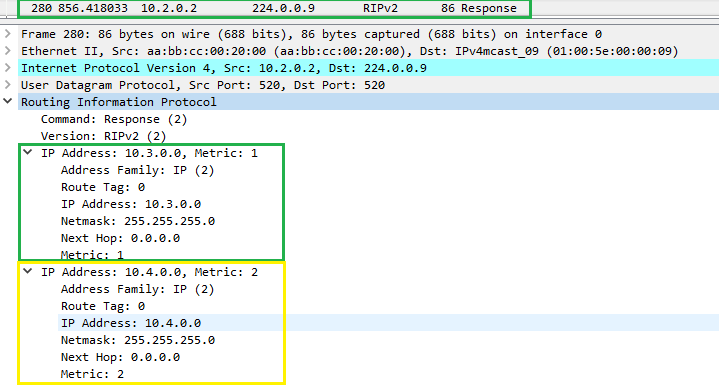 280 856.418033 10.2.0.2 224.0.0.9 RIPv2 86 Response
Frame 280: 86 bytes on wire (688 bits), 86 bytes captured (688 bits) on interface 0
Ethernet II, Src: aa:bb:cc:00:20:00 (aa:bb:cc:00:20:00), Dst: IPv4mcast_09 (01:00:5e:00:00:09)
Internet Protocol Version 4, Src: 10.2.0.2, Dst: 224.0.0.9
User Datagram Protocol, Src Port: 520, Dst Port: 520
Routing Information Protocol
Command: Response (2)
Version: RIPv2 (2)
IP Address: 10.3.0.0, Metric: 1
Address Family: IP (2)
Route Tag: 0
IP Address: 10.3.0.0
Netmask: 255.255.255.0
Next Hop: 0.0.0.0
Metric: 1
IP Address: 10.4.0.0, Metric: 2
Address Family: IP (2)
Route Tag: 0
IP Address: 10.4.0.0
Netmask: 255.255.255.0
Next Hop: 0.0.0.0
Metric: 2